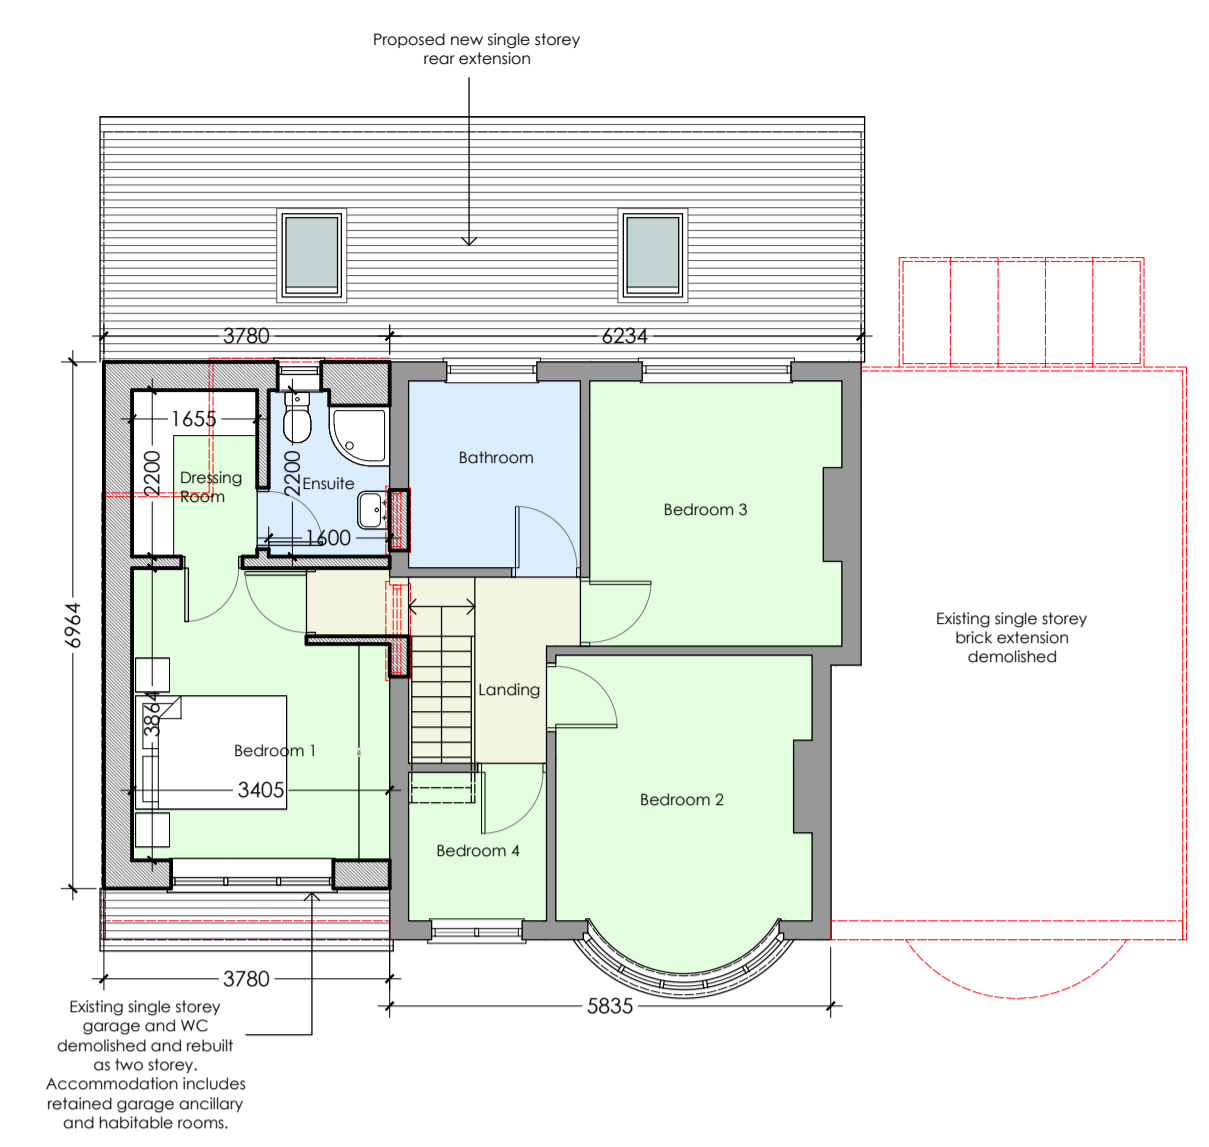 Proposed new single storey
rear extension
3780
6234
1655
2200
Dressing
Room
2200
Ensuite
1600
Bathroom
Bedroom 3
6964
Existing single storey
brick extension
demolished
Landing
3864
Bedroom 1
3405
Bedroom 2
Bedroom 4
3780
5835
Existing single storey
garage and WC
demolished and rebuilt
as two storey.
Accommodation includes
retained garage ancillary
and habitable rooms.